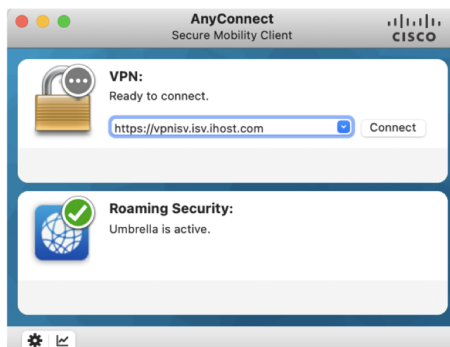 AnyConnect
Secure Mobility Client
CISCO
VPN:
Ready to connect.
https://vpnisv.isv.ihost.com
Connect
Roaming Security:
Umbrella is active.